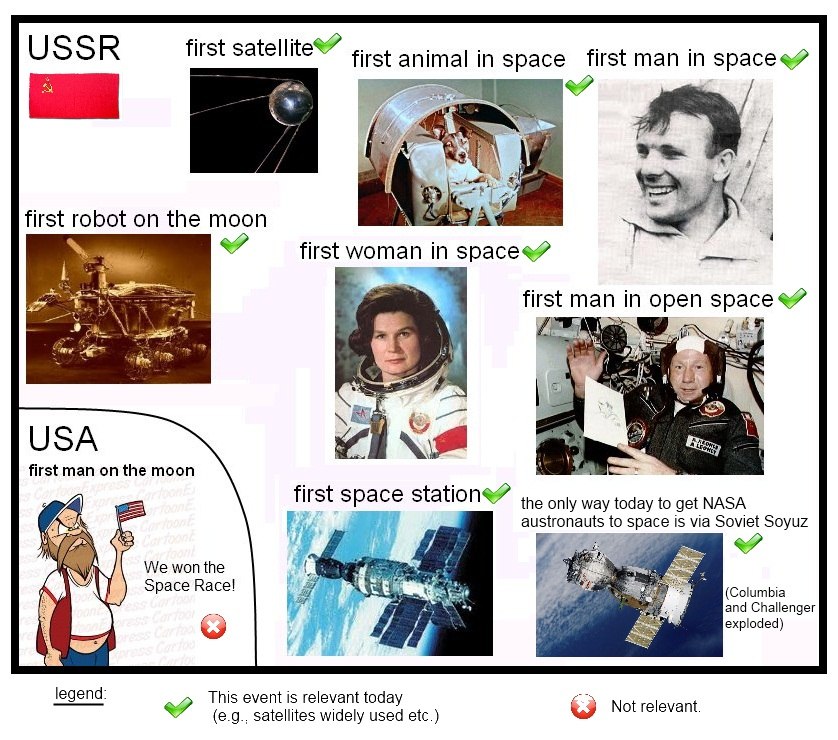 USSR
first satellite
first animal in space
first man in space
first robot on the moon
first woman in space
first man in open space
USA
first man on the moon
We won the
Space Race!
first space station
the only way today to get NASA
austronauts to space is via Soviet Soyuz
(Columbia
and Challenger
exploded)
legend:
This event is relevant today
(e.g., satellites widely used etc.)
Not relevant.